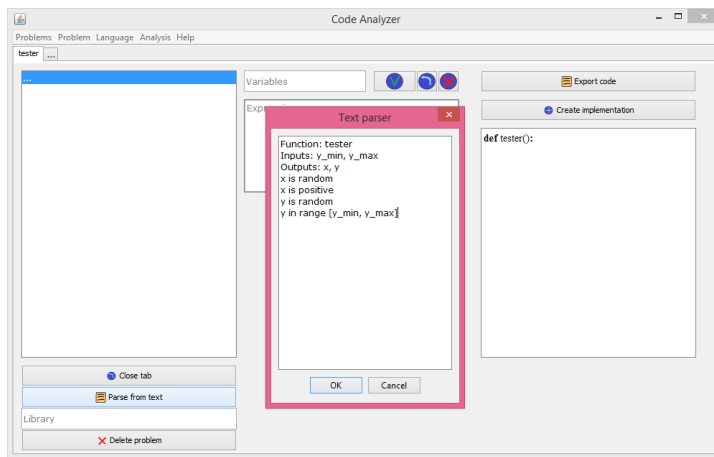 Code Analyzer
Problems Problem Language Analysis Help
tester ...
...
Variables
Export code
Create implementation
Text parser
Function: tester
Inputs: y_min, y_max
Outputs: x, y
x is random
x is positive
y is random
y in range [y_min, y_max]
OK Cancel
def tester():
Close tab
Parse from text
Library
Delete problem